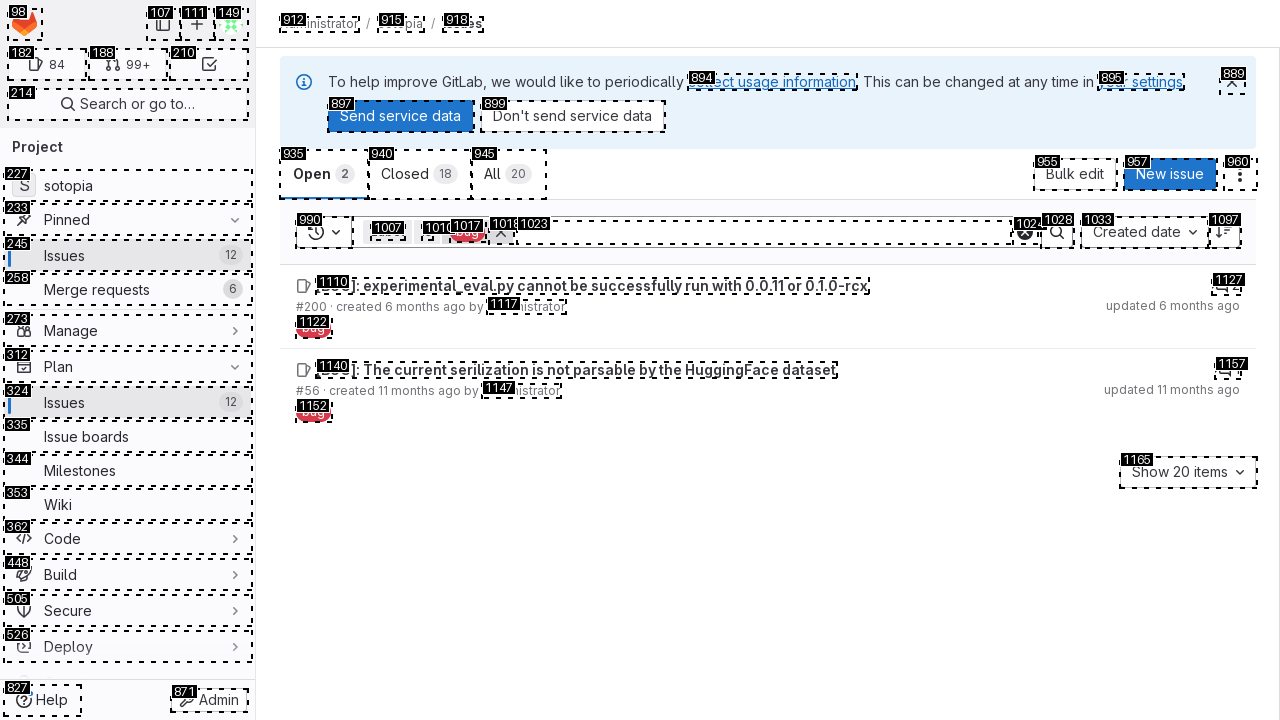 98
107
111
149
182
84
188
99+
210
214
Search or go to…
Project
227
S
sotopia
233
Pinned
245
Issues
12
258
Merge requests
6
273
Manage
312
Plan
324
Issues
12
335
Issue boards
344
Milestones
353
Wiki
362
Code
448
Build
505
Secure
526
Deploy
827
Help
871
Admin
912
/
915
/
918
To help improve GitLab, we would like to periodically 894 collect usage information. This can be changed at any time in 895 your settings
889
897
Send service data
899
Don't send service data
935
Open 2
940
Closed 18
945
All 20
955
Bulk edit
957
New issue
960
990
1007
1010
1017
bug
1018
1023
1024
1028
1033
Created date
1097
1110
]: experimental_eval.py cannot be successfully run with 0.0.11 or 0.1.0-rcx
1127
#200 · created 6 months ago by 1117 istrator
updated 6 months ago
1122
bug
1140
]: The current serilization is not parsable by the HuggingFace dataset
1157
#56 · created 11 months ago by 1147 istrator
updated 11 months ago
1152
bug
1165
Show 20 items